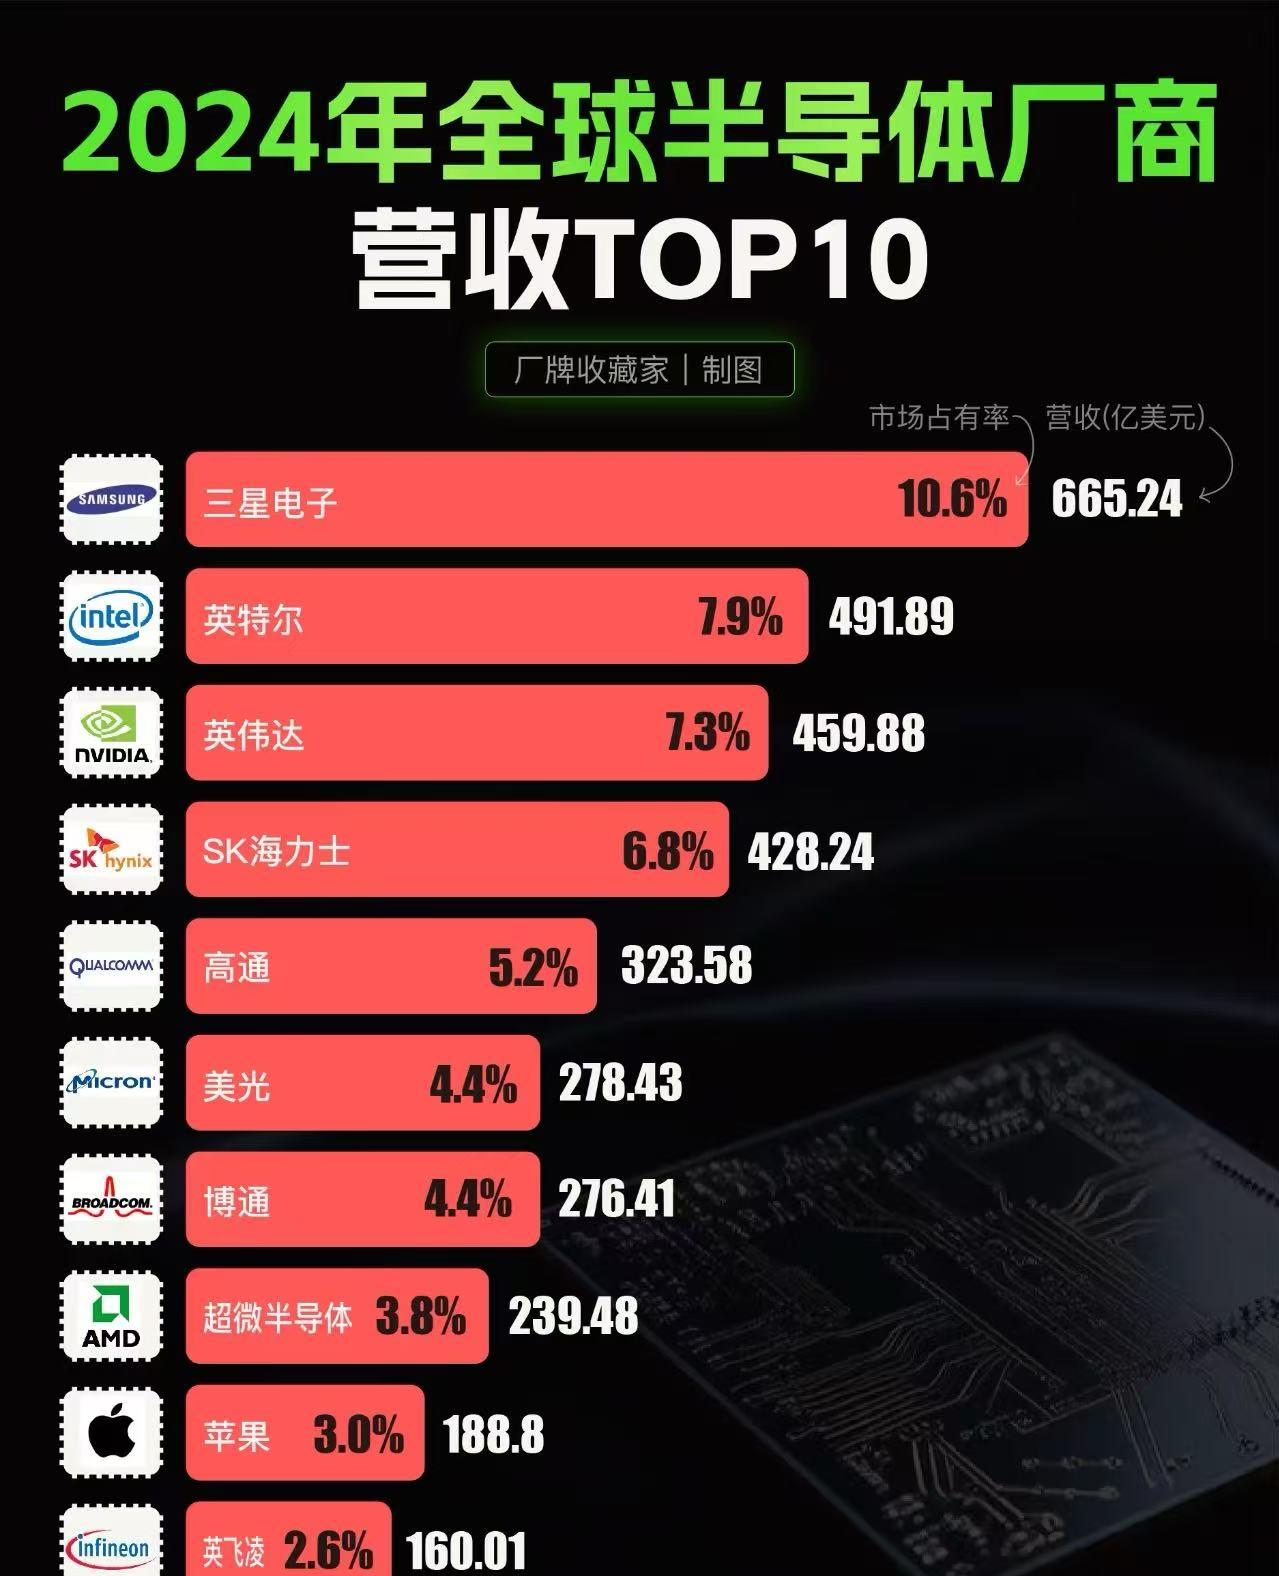 2024年全球半导体厂商
营收TOP10
厂牌收藏家｜制图
市场占有率 营收(亿美元)
SAMSUNG 三星电子 10.6% 665.24
intel 英特尔 7.9% 491.89
NVIDIA 英伟达 7.3% 459.88
SK hynix SK海力士 6.8% 428.24
QUALCOMM 高通 5.2% 323.58
Micron 美光 4.4% 278.43
BROADCOM 博通 4.4% 276.41
AMD 超微半导体 3.8% 239.48
苹果 3.0% 188.8
infineon 英飞凌 2.6% 160.01